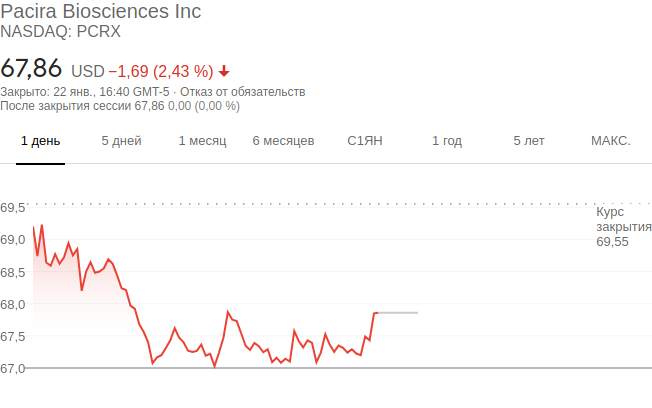 Pacira Biosciences Inc
NASDAQ: PCRX
67,86 USD −1,69 (2,43 %)
Закрыто: 22 янв., 16:40 GMT-5 · Отказ от обязательств
После закрытия сессии 67,86 0,00 (0,00 %)
1 день 5 дней 1 месяц 6 месяцев С1ЯН 1 год 5 лет МАКС.
69,5
Курс
закрытия
69,55
69,0
68,5
68,0
67,5
67,0